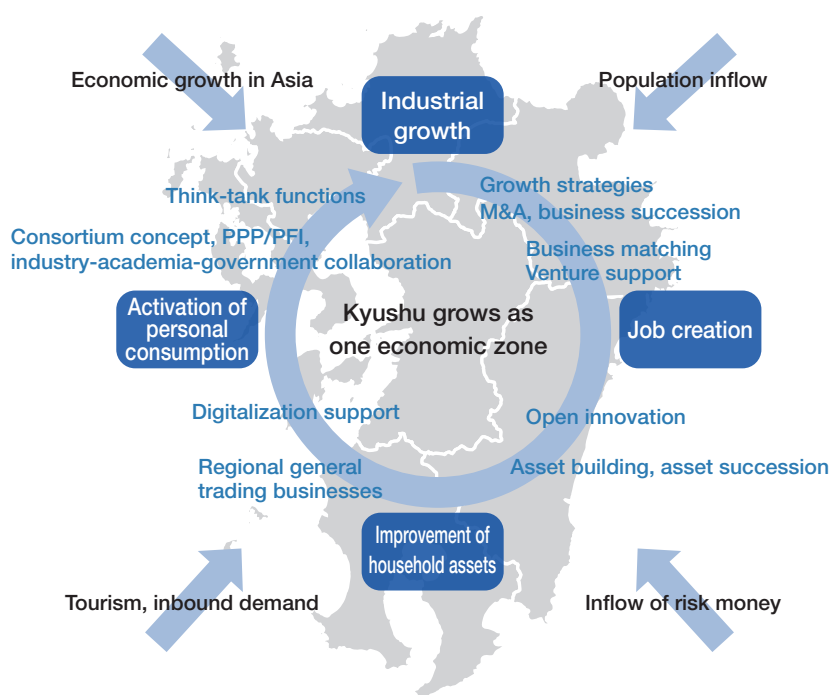 Economic growth in Asia
Population inflow
Industrial
growth
Think-tank functions
Growth strategies
M&A, business succession
Consortium concept, PPP/PFI,
industry-academia-government collaboration
Business matching
Venture support
Activation of
personal
consumption
Kyushu grows as
one economic zone
Job creation
Digitalization support
Open innovation
Regional general
trading businesses
Asset building, asset succession
Improvement of
household assets
Tourism, inbound demand
Inflow of risk money